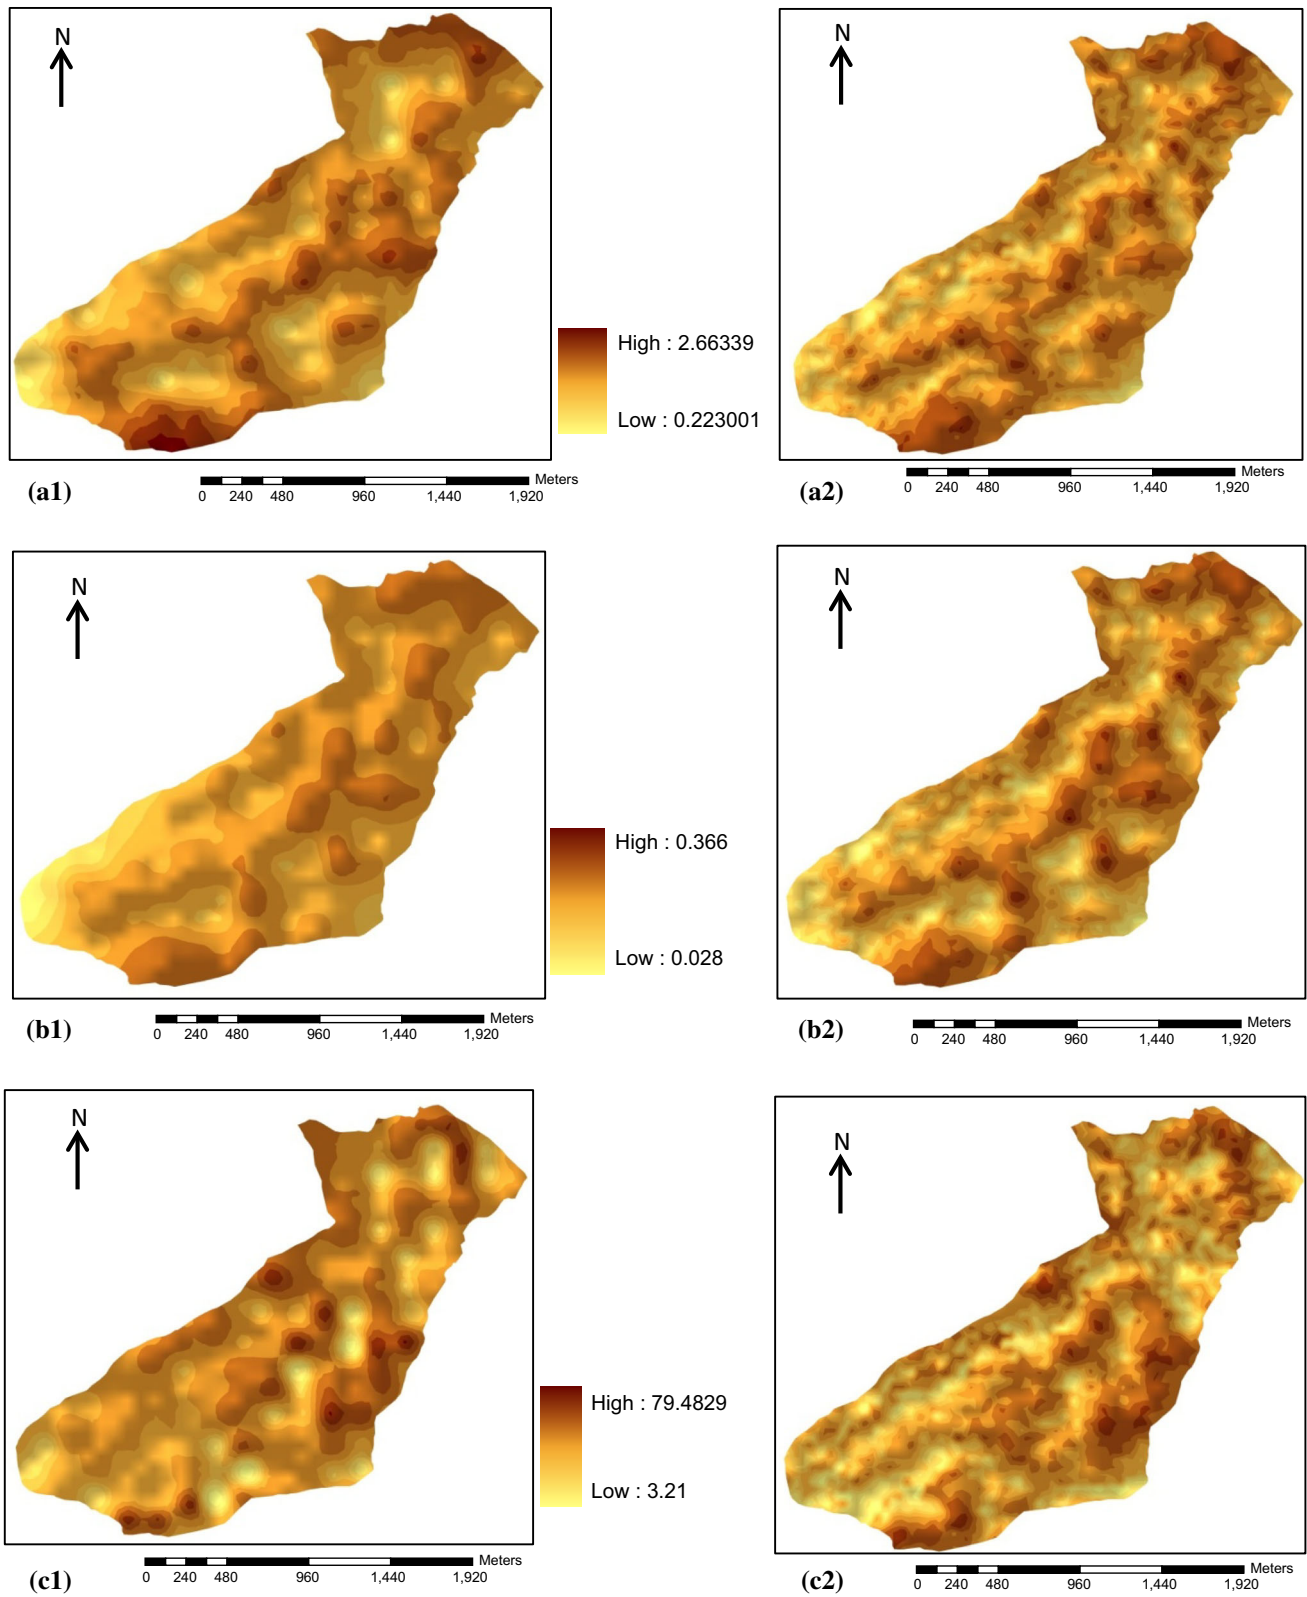 N
N
High : 2.66339
Low : 0.223001
Meters
0 240 480 960 1,440 1,920
(a1)
Meters
0 240 480 960 1,440 1,920
(a2)
N
N
High : 0.366
Low : 0.028
Meters
0 240 480 960 1,440 1,920
(b1)
Meters
0 240 480 960 1,440 1,920
(b2)
N
N
High : 79.4829
Low : 3.21
Meters
0 240 480 960 1,440 1,920
(c1)
Meters
0 240 480 960 1,440 1,920
(c2)